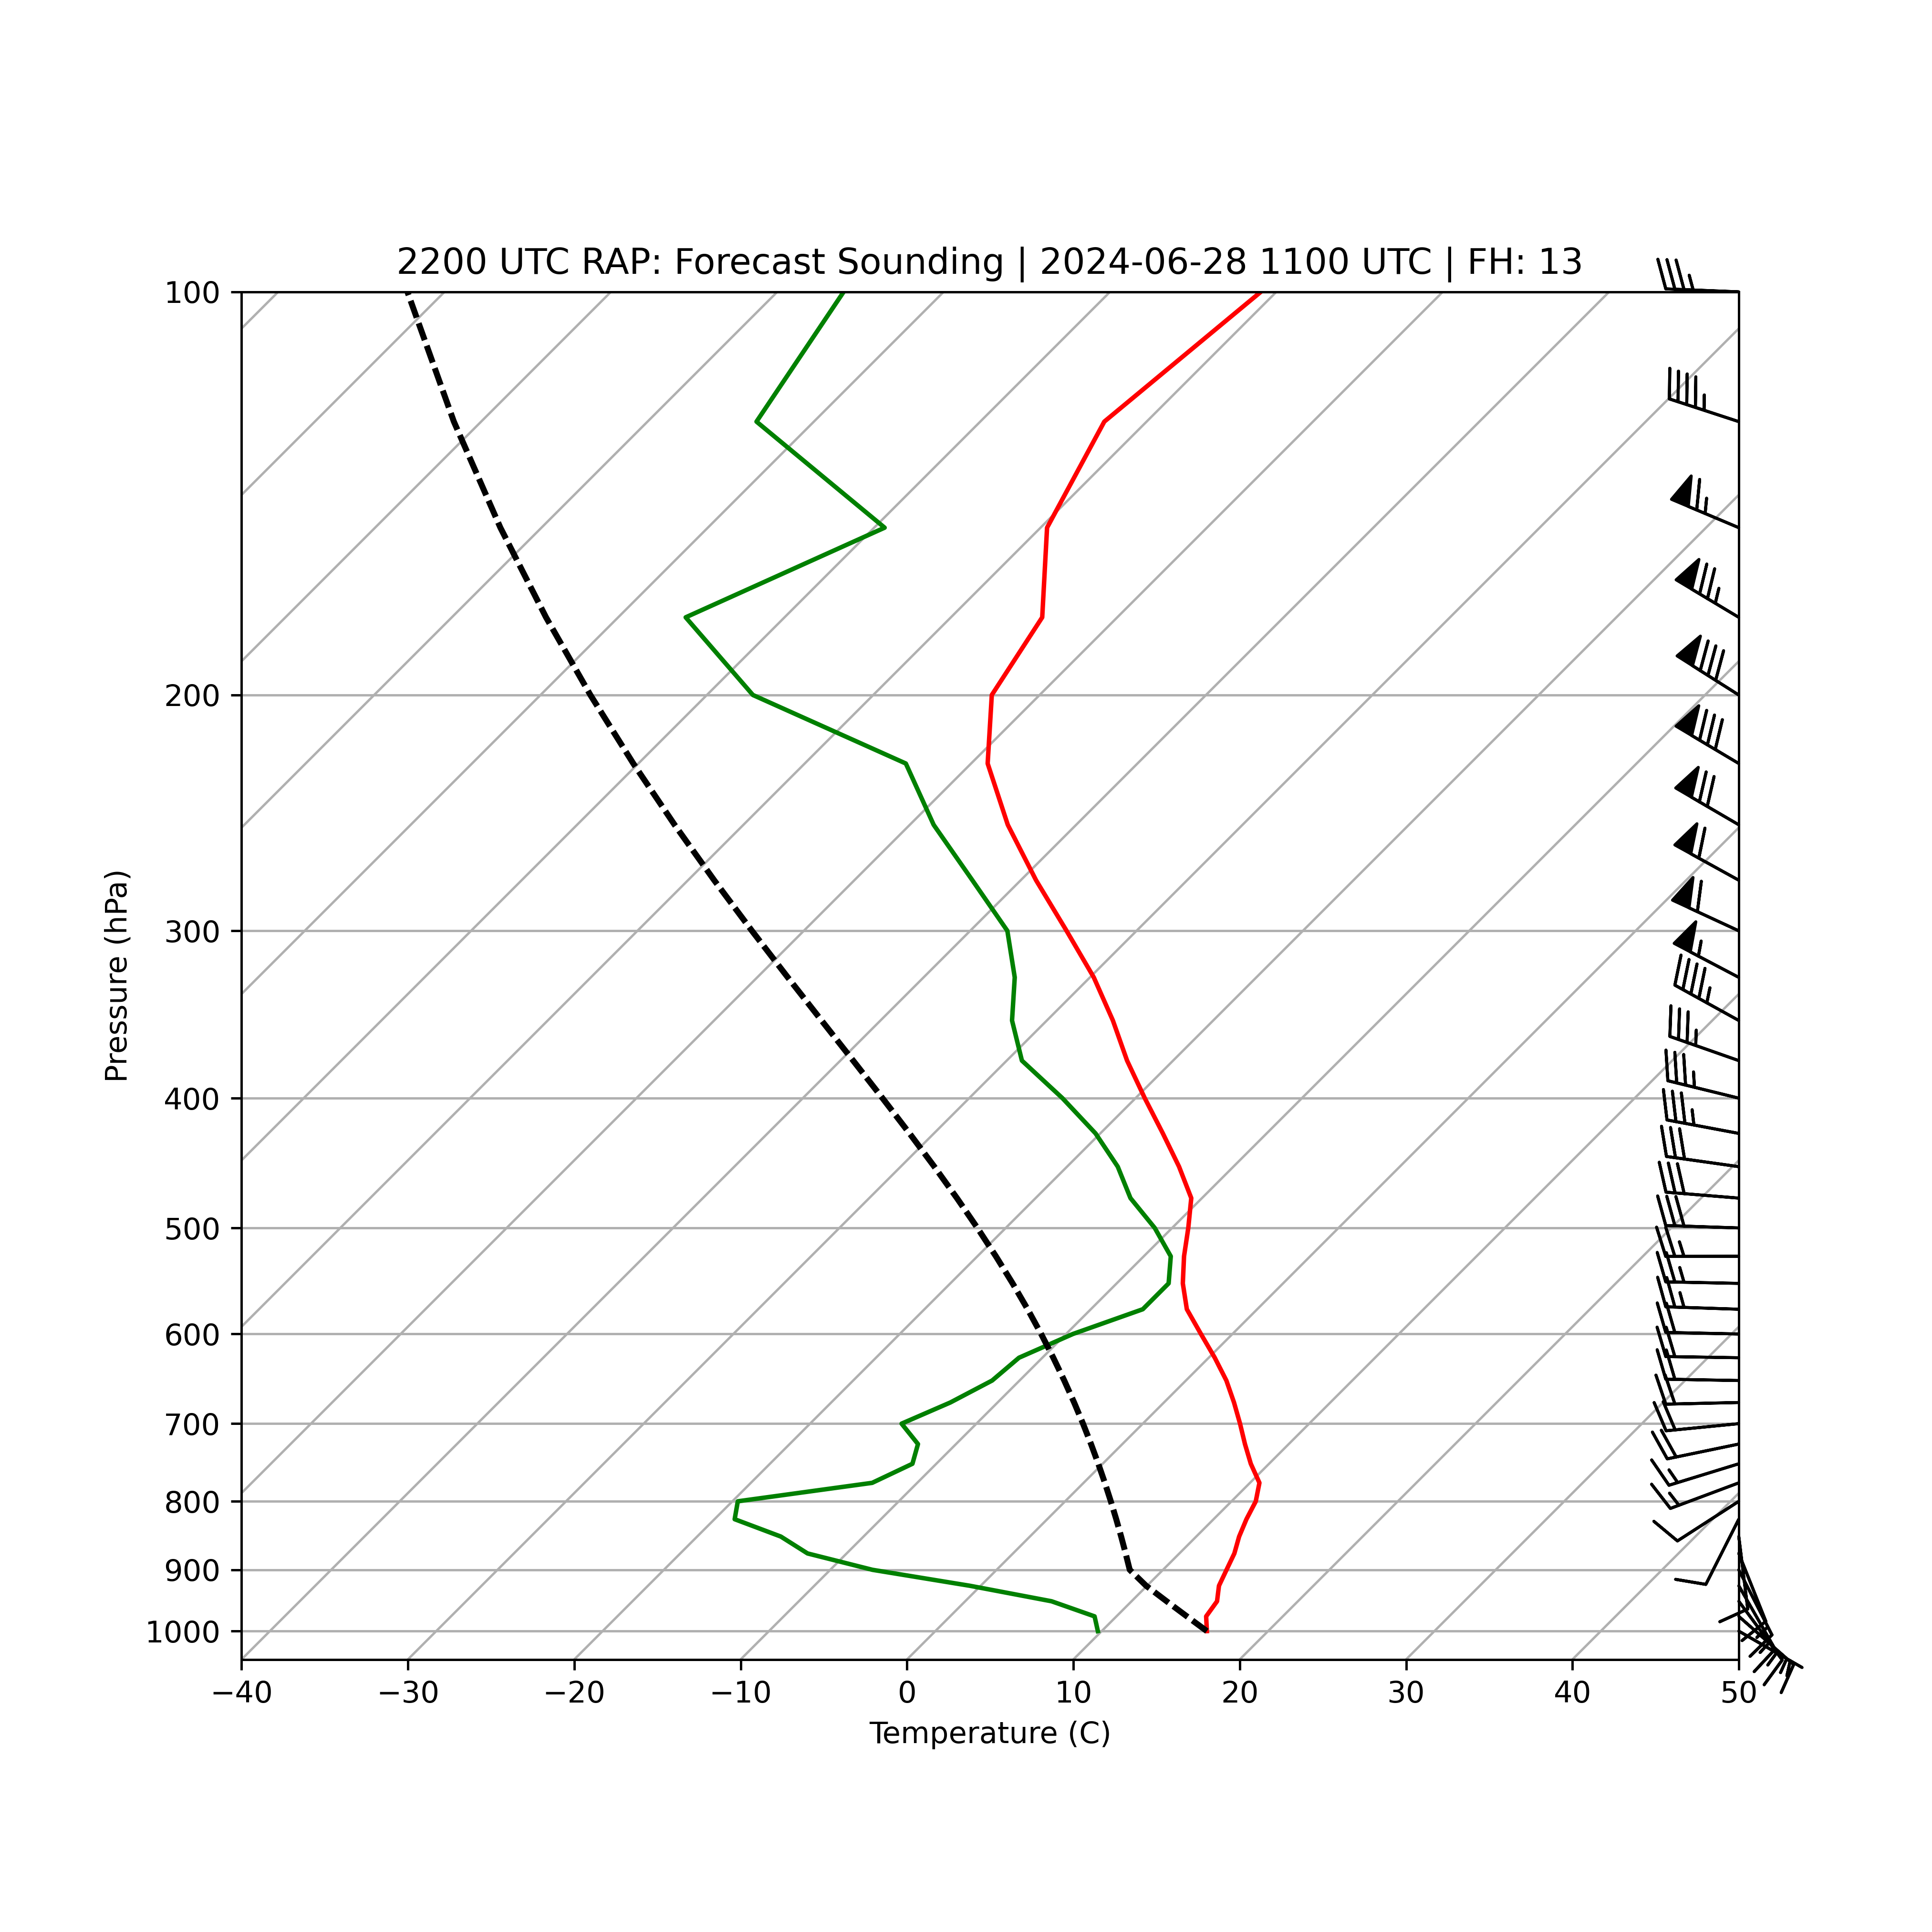 2200 UTC RAP: Forecast Sounding | 2024-06-28 1100 UTC | FH: 13
100
200
300
400
500
600
700
800
900
1000
Pressure (hPa)
−40 −30 −20 −10 0 10 20 30 40 50
Temperature (C)